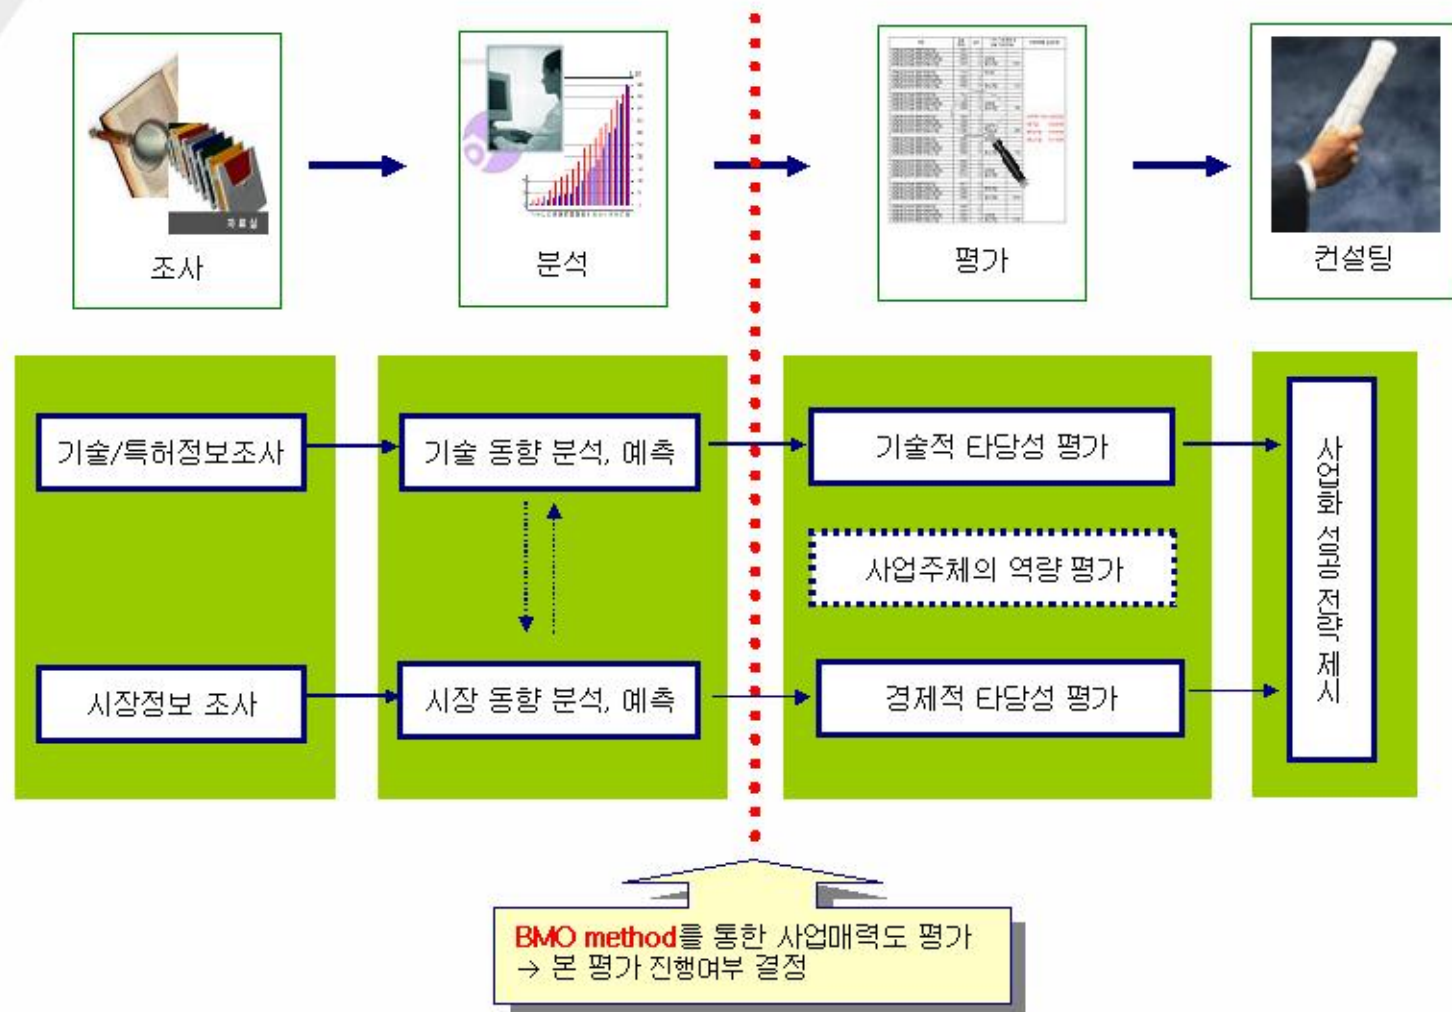 자료실
조사
분석
평가
컨설팅
기술/특허정보조사
기술 동향 분석, 예측
기술적 타당성 평가
사업주체의 역량 평가
시장정보 조사
시장 동향 분석, 예측
경제적 타당성 평가
사업화 성공 전략 제시
BMO method를 통한 사업매력도 평가
→ 본 평가 진행여부 결정